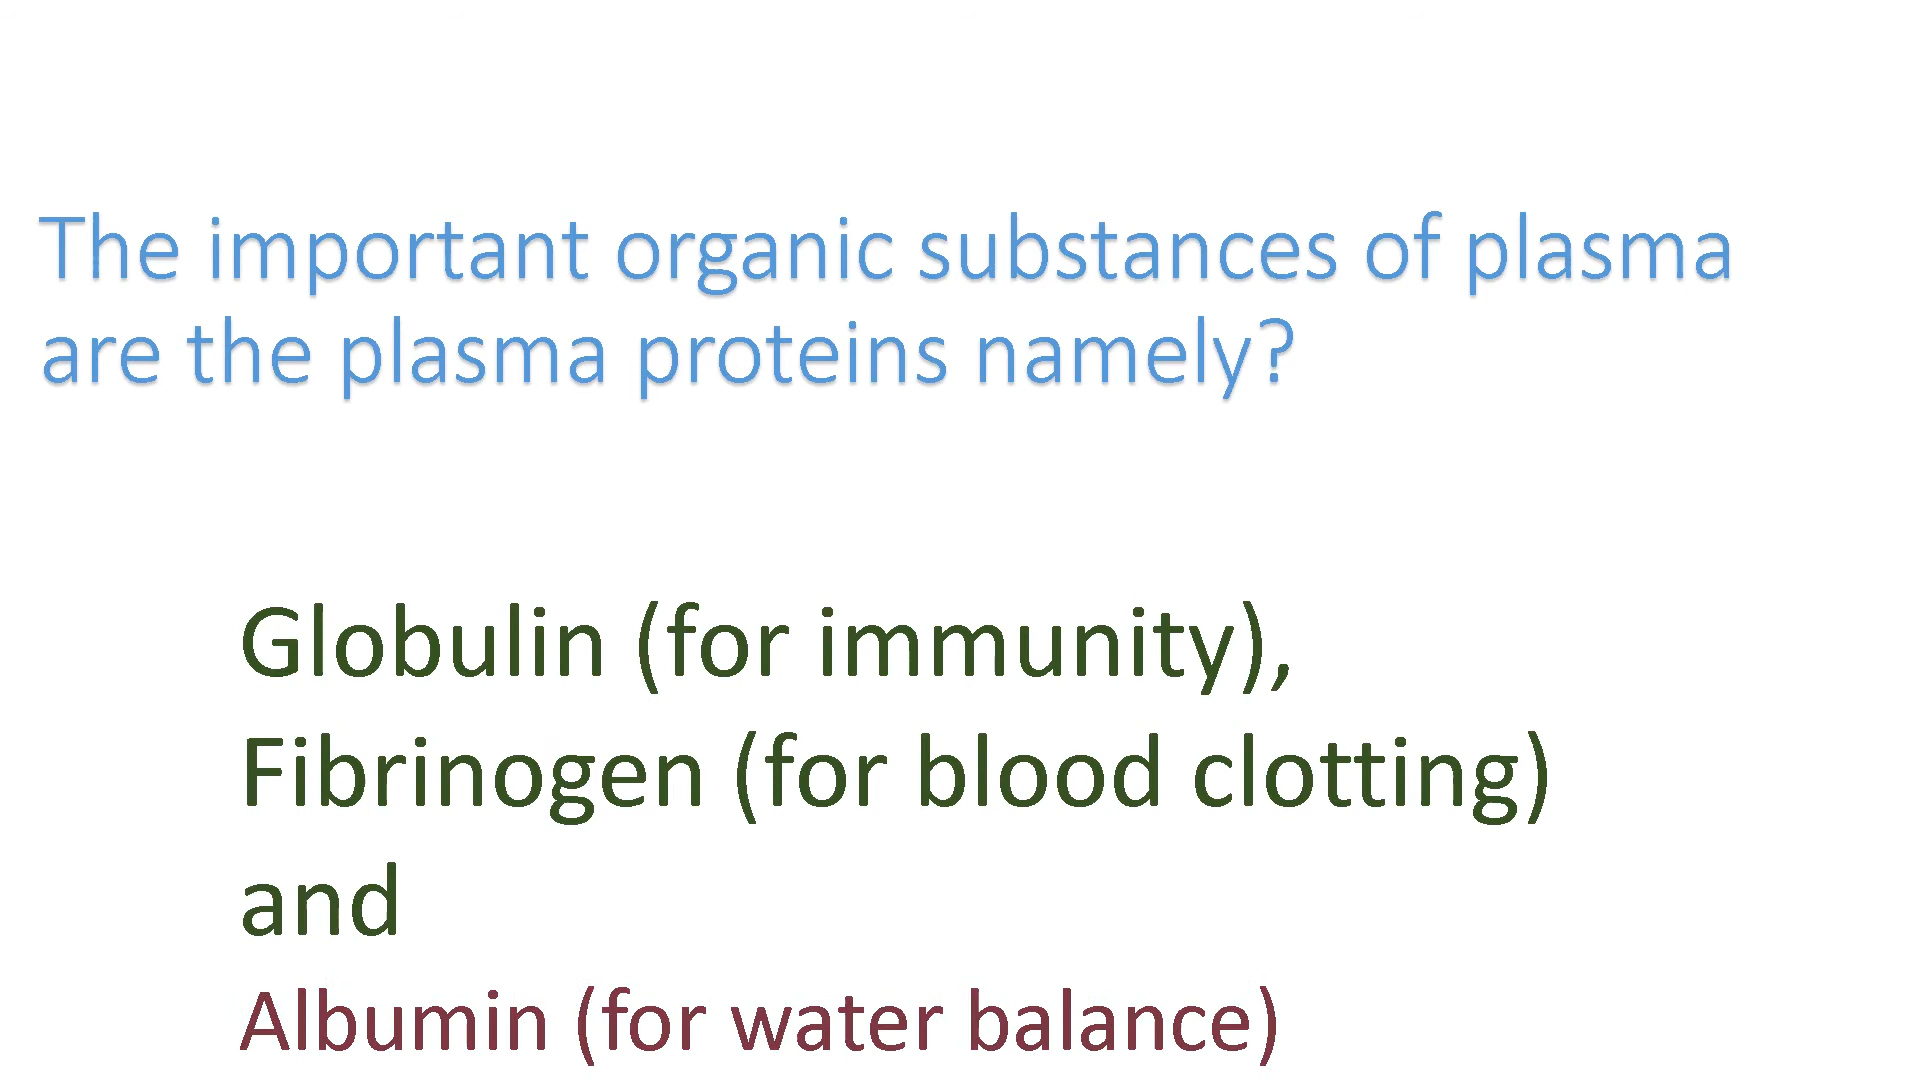 The important organic substances of plasma
are the plasma proteins namely?
Globulin (for immunity),
Fibrinogen (for blood clotting)
and
Albumin (for water balance)